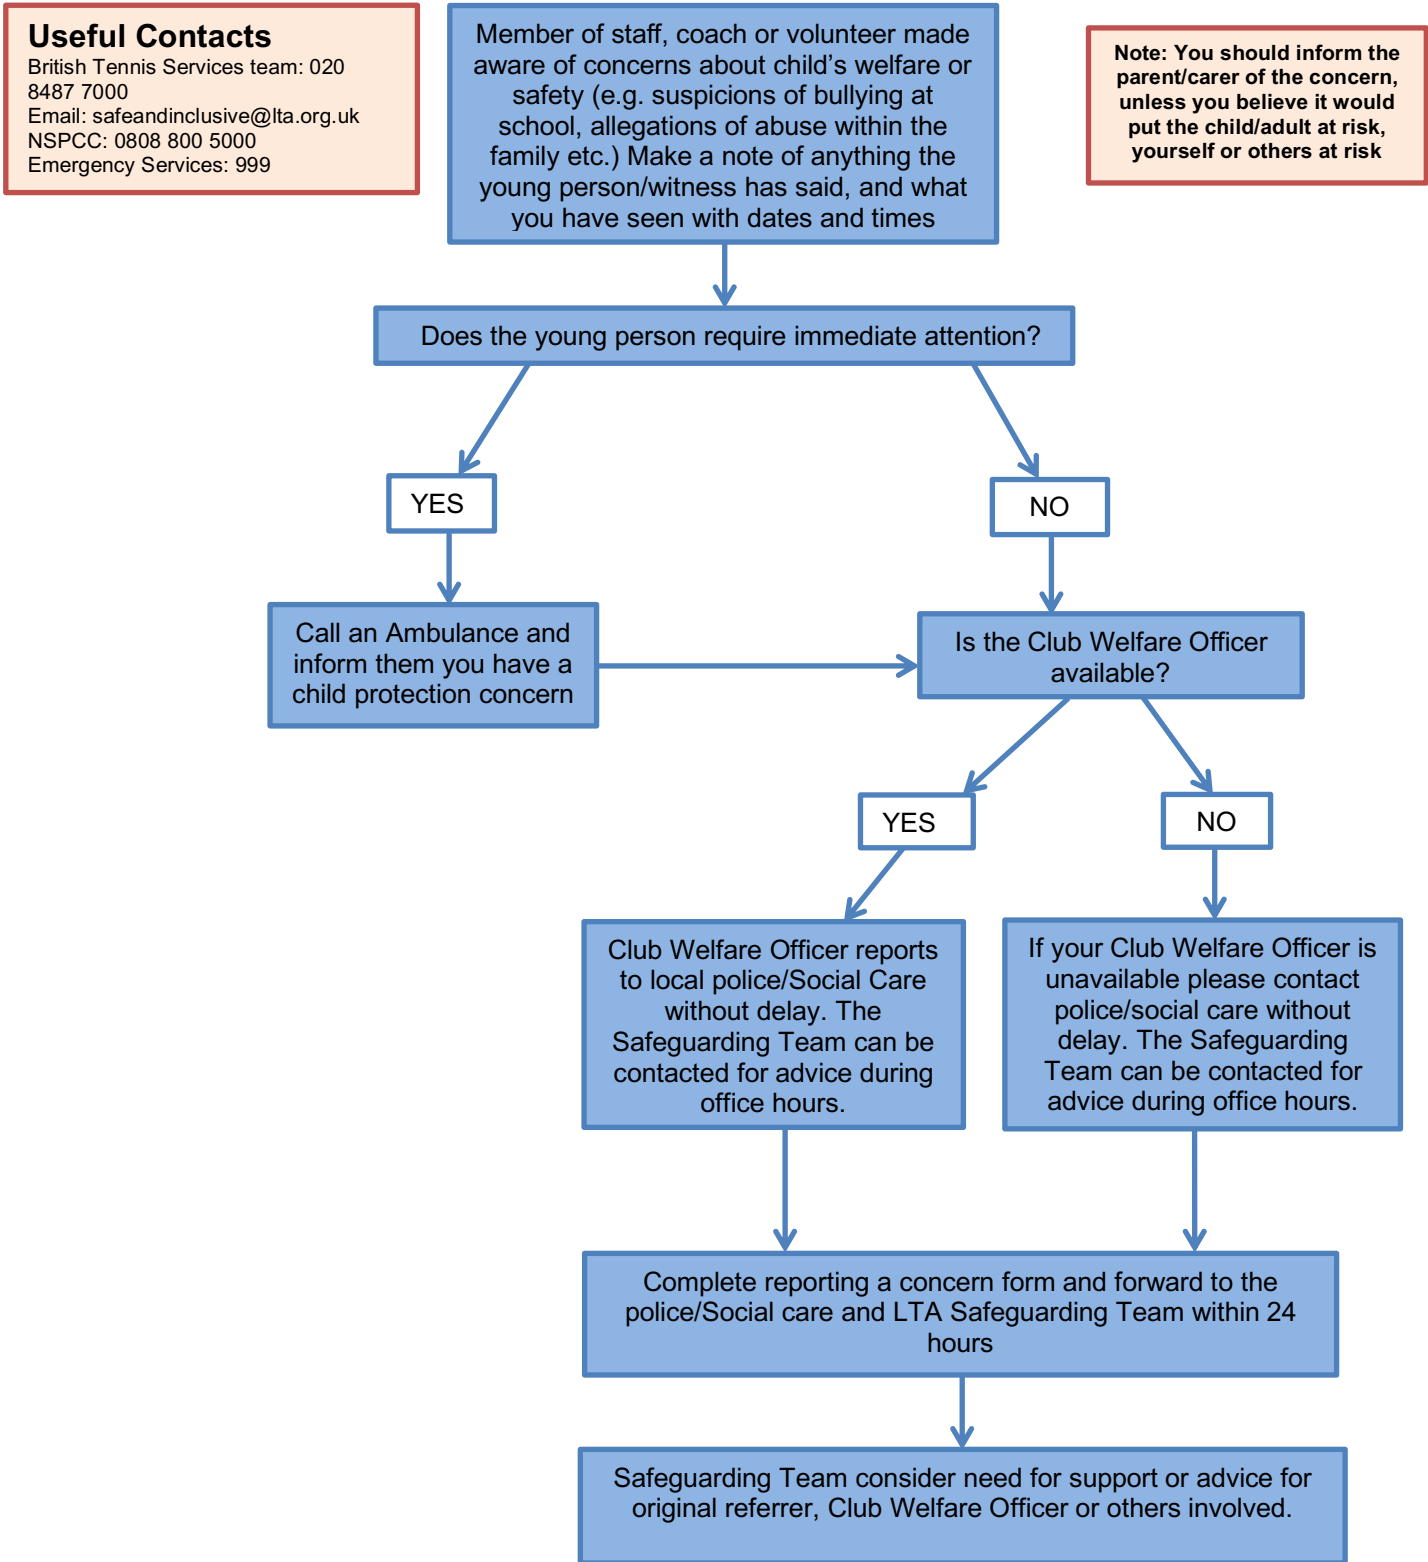 Useful Contacts
British Tennis Services team: 020
8487 7000
Email: safeandinclusive@lta.org.uk
NSPCC: 0808 800 5000
Emergency Services: 999
Member of staff, coach or volunteer made
aware of concerns about child's welfare or
safety (e.g. suspicions of bullying at
school, allegations of abuse within the
family etc.) Make a note of anything the
young person/witness has said, and what
you have seen with dates and times
Note: You should inform the
parent/carer of the concern,
unless you believe it would
put the child/adult at risk,
yourself or others at risk
Does the young person require immediate attention?
YES
NO
Call an Ambulance and
inform them you have a
child protection concern
Is the Club Welfare Officer
available?
YES
NO
Club Welfare Officer reports
to local police/Social Care
without delay. The
Safeguarding Team can be
contacted for advice during
office hours.
If your Club Welfare Officer is
unavailable please contact
police/social care without
delay. The Safeguarding
Team can be contacted for
advice during office hours.
Complete reporting a concern form and forward to the
police/Social care and LTA Safeguarding Team within 24
hours
Safeguarding Team consider need for support or advice for
original referrer, Club Welfare Officer or others involved.